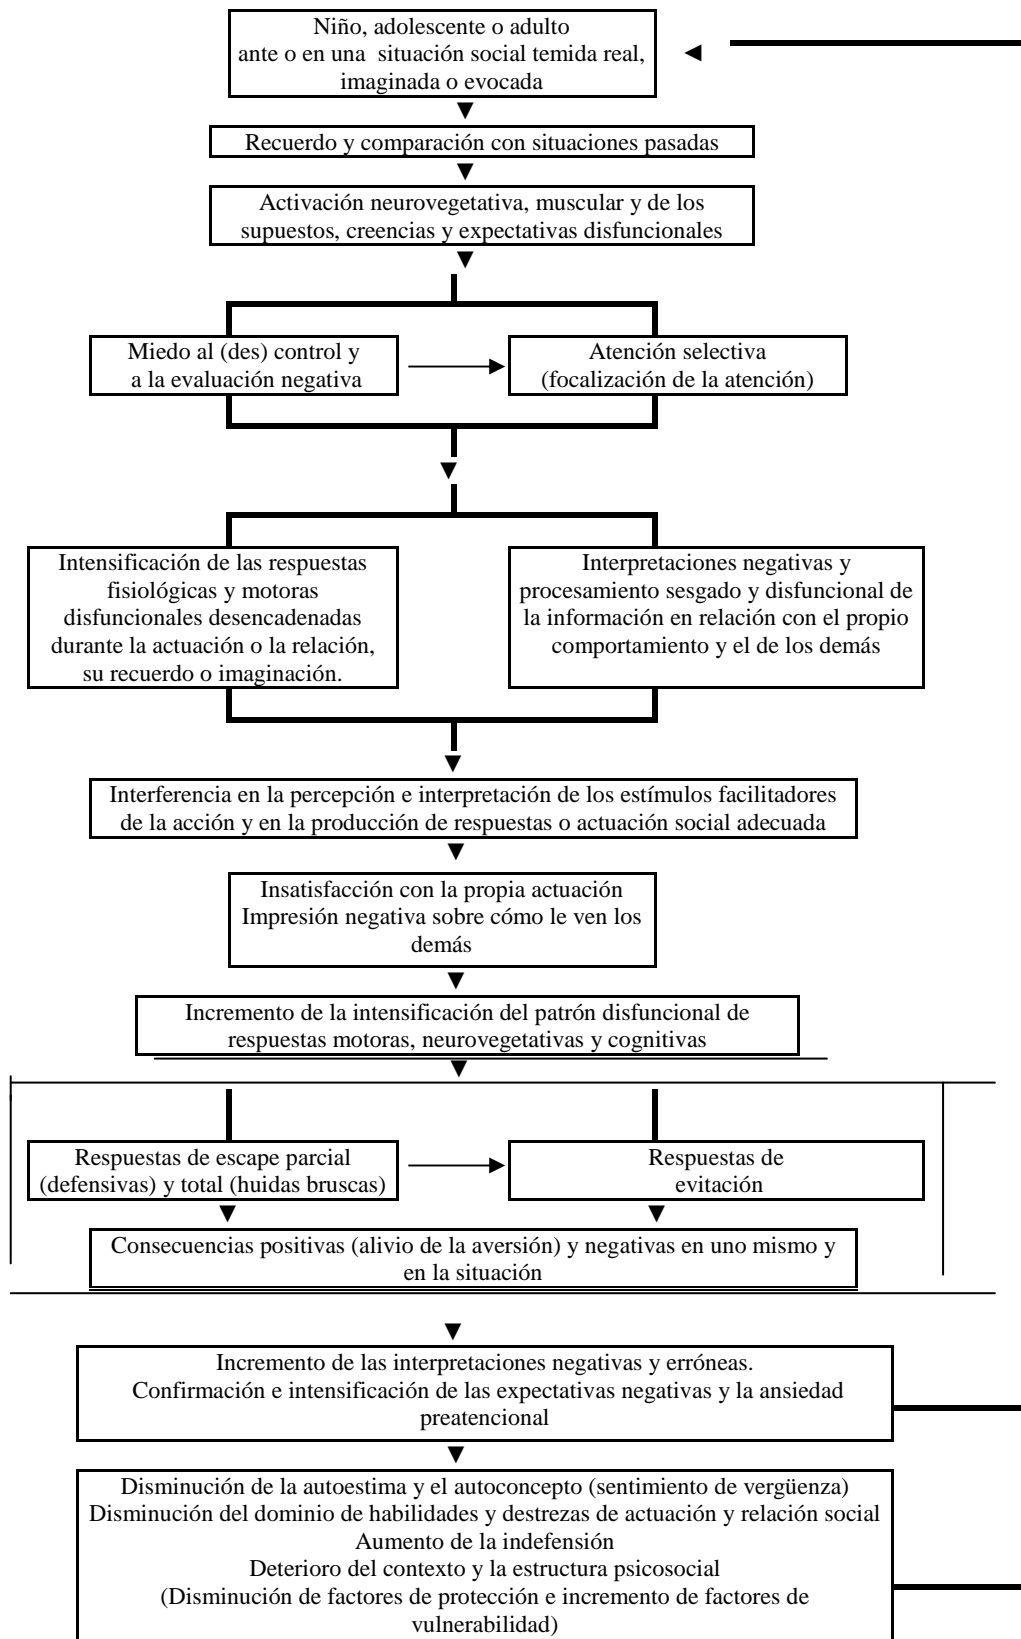 Niño, adolescente o adulto
ante o en una situación social temida real,
imaginada o evocada
Recuerdo y comparación con situaciones pasadas
Activación neurovegetativa, muscular y de los
supuestos, creencias y expectativas disfuncionales
Miedo al (des) control y
a la evaluación negativa
Atención selectiva
(focalización de la atención)
Intensificación de las respuestas
fisiológicas y motoras
disfuncionales desencadenadas
durante la actuación o la relación,
su recuerdo o imaginación.
Interpretaciones negativas y
procesamiento sesgado y disfuncional de
la información en relación con el propio
comportamiento y el de los demás
Interferencia en la percepción e interpretación de los estímulos facilitadores
de la acción y en la producción de respuestas o actuación social adecuada
Insatisfacción con la propia actuación
Impresión negativa sobre cómo le ven los
demás
Incremento de la intensificación del patrón disfuncional de
respuestas motoras, neurovegetativas y cognitivas
Respuestas de escape parcial
(defensivas) y total (huidas bruscas)
Respuestas de
evitación
Consecuencias positivas (alivio de la aversión) y negativas en uno mismo y
en la situación
Incremento de las interpretaciones negativas y erróneas.
Confirmación e intensificación de las expectativas negativas y la ansiedad
preatencional
Disminución de la autoestima y el autoconcepto (sentimiento de vergüenza)
Disminución del dominio de habilidades y destrezas de actuación y relación social
Aumento de la indefensión
Deterioro del contexto y la estructura psicosocial
(Disminución de factores de protección e incremento de factores de
vulnerabilidad)